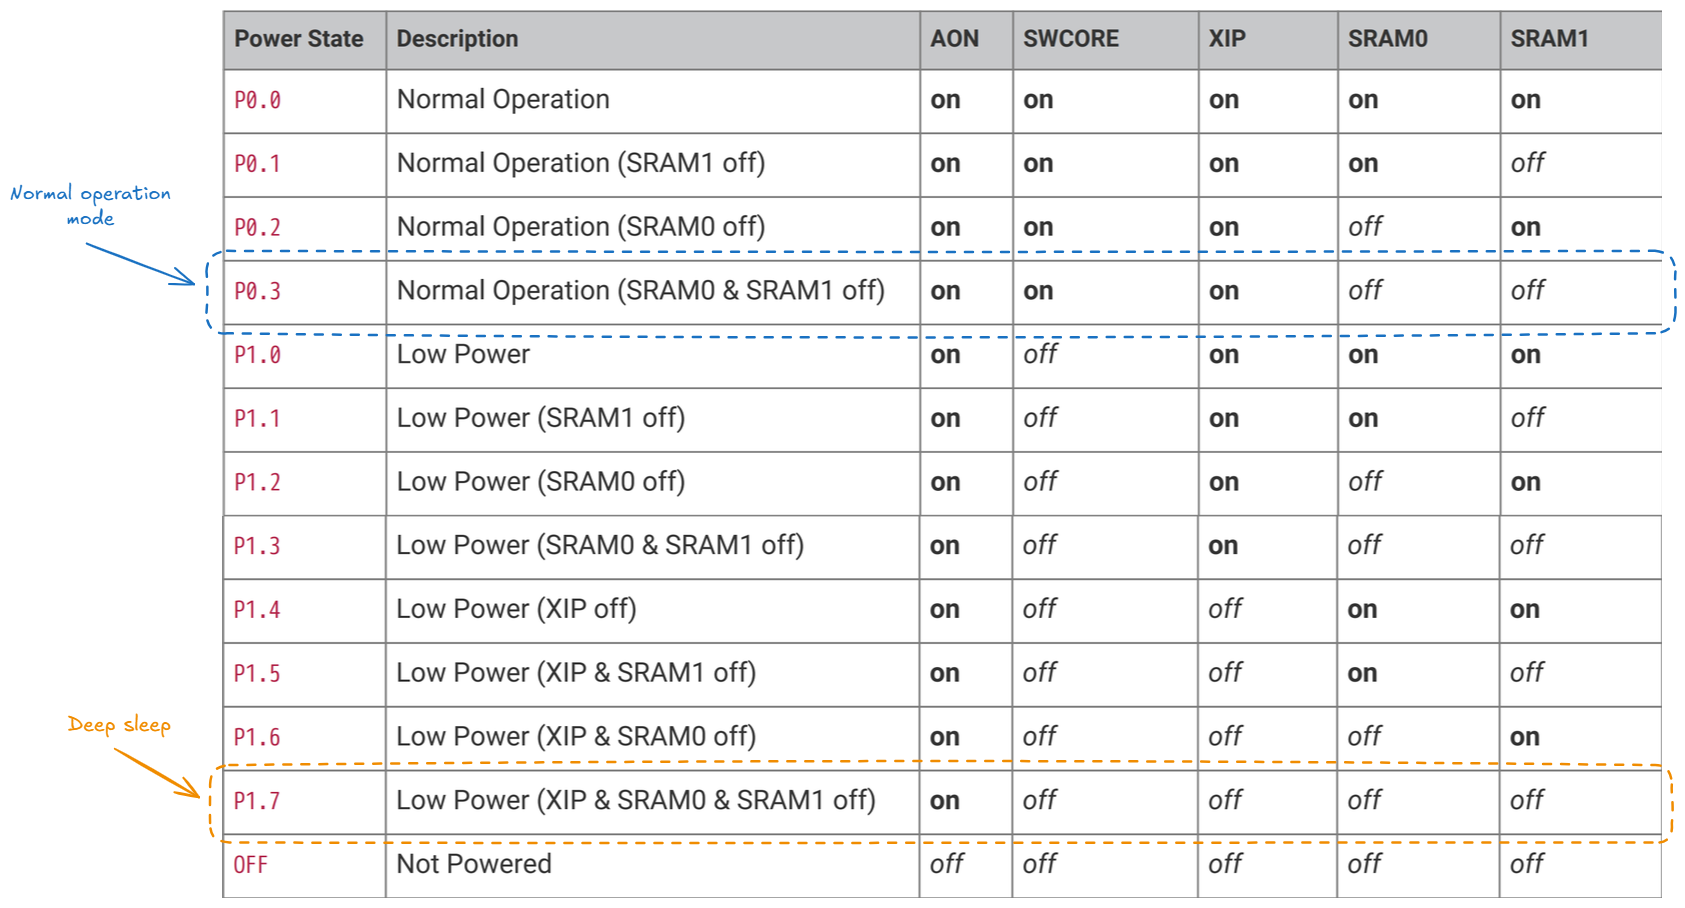 Power State Description AON SWCORE XIP SRAM0 SRAM1
P0.0 Normal Operation on on on on on
P0.1 Normal Operation (SRAM1 off) on on on on off
Normal operation
mode
P0.2 Normal Operation (SRAM0 off) on on on off on
P0.3 Normal Operation (SRAM0 & SRAM1 off) on on on off off
P1.0 Low Power on off on on on
P1.1 Low Power (SRAM1 off) on off on on off
P1.2 Low Power (SRAM0 off) on off on off on
P1.3 Low Power (SRAM0 & SRAM1 off) on off on off off
P1.4 Low Power (XIP off) on off off on on
P1.5 Low Power (XIP & SRAM1 off) on off off on off
Deep sleep
P1.6 Low Power (XIP & SRAM0 off) on off off off on
P1.7 Low Power (XIP & SRAM0 & SRAM1 off) on off off off off
OFF Not Powered off off off off off